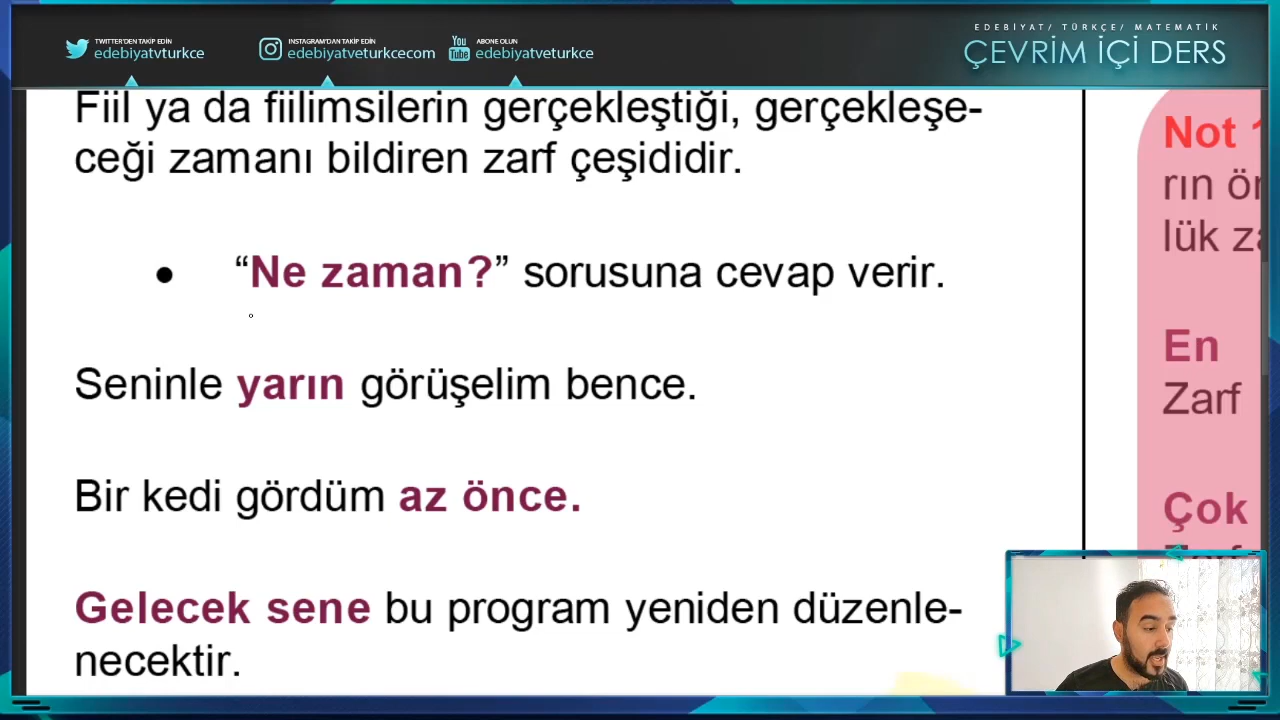 TWITTER'DEN TAKİP EDİN
edebiyatvturkce
INSTAGRAM'DAN TAKİP EDİN
edebiyatveturkcecom
You
Tube
ABONE OLUN
edebiyatveturkce
EDEBİYAT/ TÜRKÇE/ MATEMATİK
ÇEVRİM İÇİ DERS
Fiil ya da fiilimsilerin gerçekleştiği, gerçekleşe-
ceği zamanı bildiren zarf çeşididir.
● “Ne zaman?” sorusuna cevap verir.
Seninle yarın görüşelim bence.
Bir kedi gördüm az önce.
Gelecek sene bu program yeniden düzenle-
necektir.
Not
rın
lük
En
Zarf
Çok